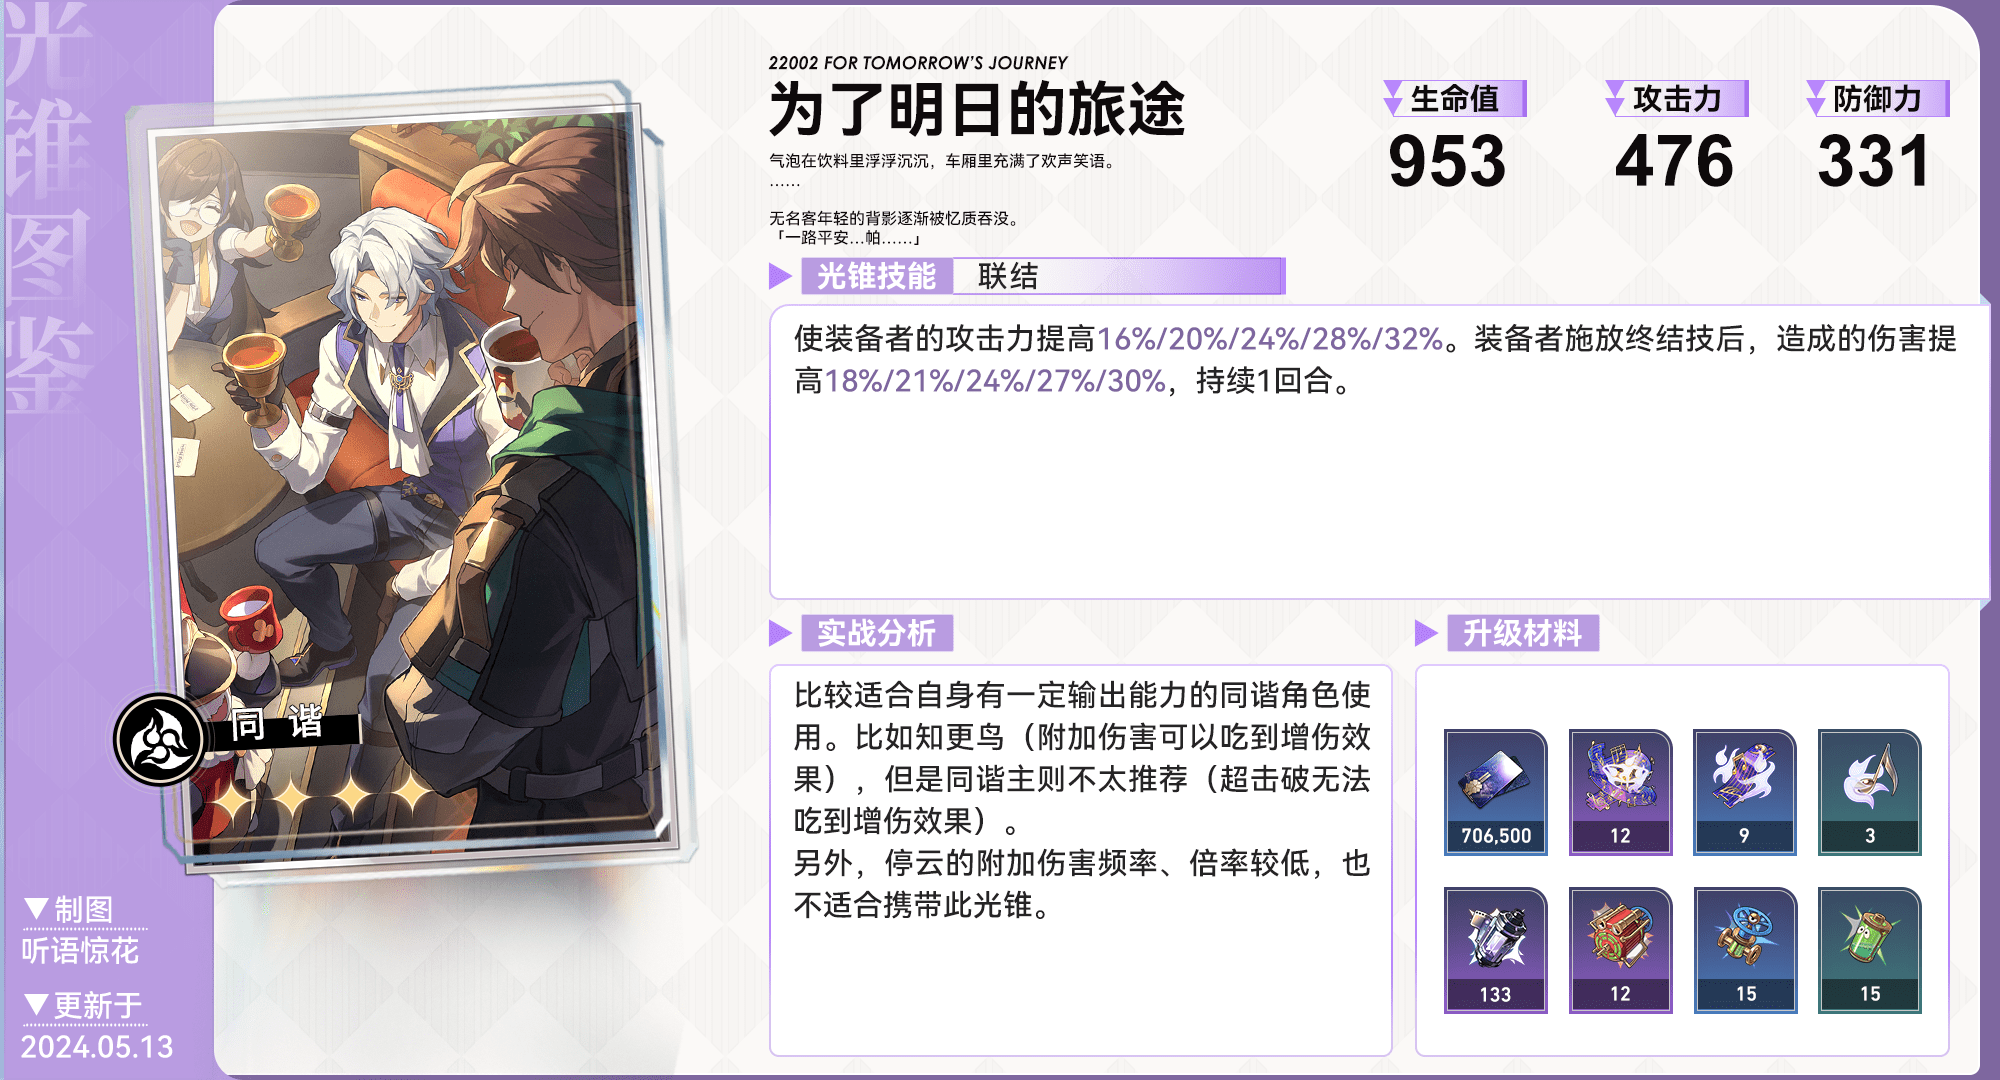 光锥图鉴
22002 FOR TOMORROW'S JOURNEY
为了明日的旅途
气泡在饮料里浮浮沉沉，车厢里充满了欢声笑语。
……
无名客年轻的背影逐渐被忆质吞没。
「一路平安…帕……」
生命值
953
攻击力
476
防御力
331
光锥技能 联结
使装备者的攻击力提高16%/20%/24%/28%/32%。装备者施放终结技后，造成的伤害提
高18%/21%/24%/27%/30%，持续1回合。
同谐
实战分析
比较适合自身有一定输出能力的同谐角色使
用。比如知更鸟（附加伤害可以吃到增伤效
果），但是同谐主则不太推荐（超击破无法
吃到增伤效果）。
另外，停云的附加伤害频率、倍率较低，也
不适合携带此光锥。
升级材料
706,500
12
9
3
133
12
15
15
▼制图
听语惊花
▼更新于
2024.05.13